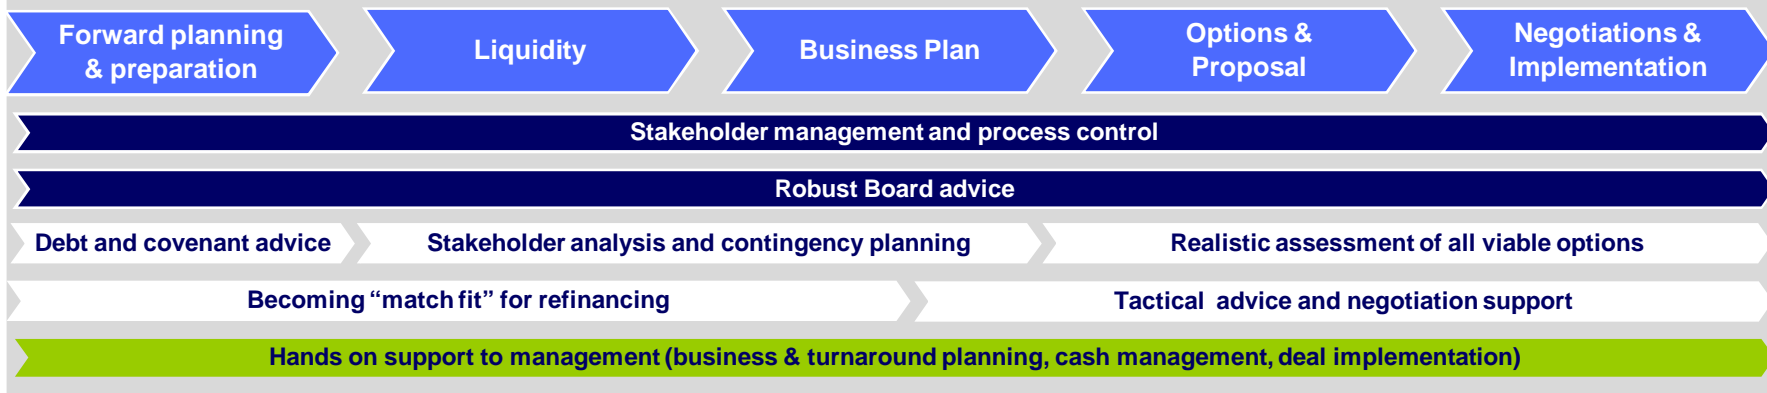 Forward planning
& preparation
Liquidity
Business Plan
Options &
Proposal
Negotiations &
Implementation
Stakeholder management and process control
Robust Board advice
Debt and covenant advice
Stakeholder analysis and contingency planning
Realistic assessment of all viable options
Becoming “match fit” for refinancing
Tactical advice and negotiation support
Hands on support to management (business & turnaround planning, cash management, deal implementation)